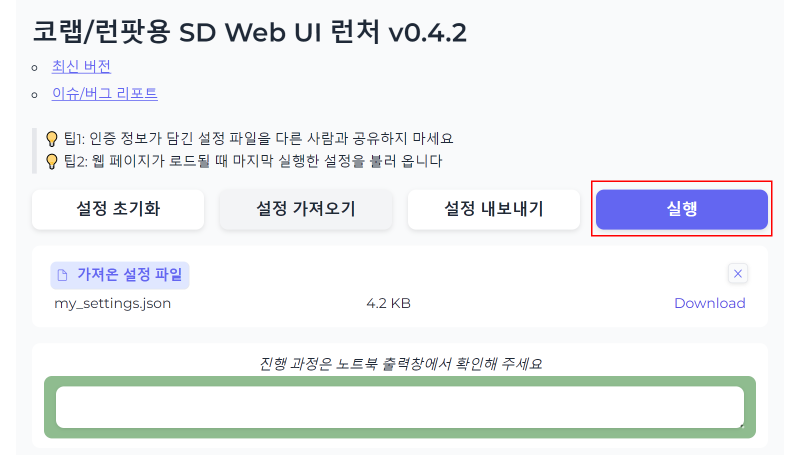 코랩/런팟용 SD Web UI 런처 v0.4.2
최신 버전
이슈/버그 리포트
💡 팁1: 인증 정보가 담긴 설정 파일을 다른 사람과 공유하지 마세요
💡 팁2: 웹 페이지가 로드될 때 마지막 실행한 설정을 불러 옵니다
설정 초기화 설정 가져오기 설정 내보내기 실행
가져온 설정 파일
my_settings.json 4.2 KB Download
진행 과정은 노트북 출력창에서 확인해 주세요